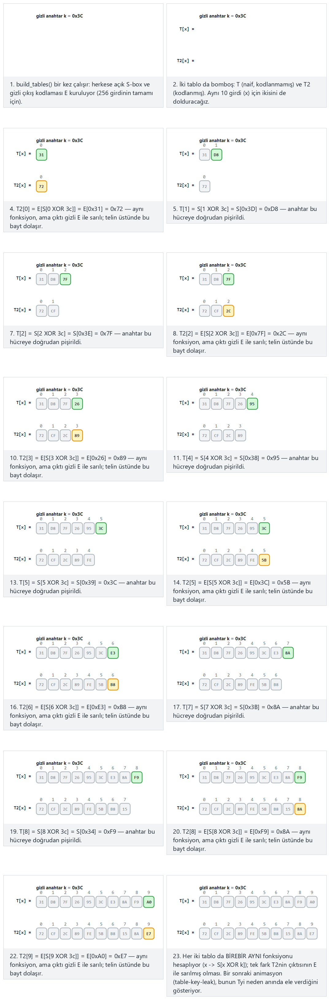 gizli anahtar k = 0x3C
1. build_tables() bir kez çalışır: herkese açık S-box ve
gizli çıkış kodlaması E kuruluyor (256 girdinin tamamı
için).
gizli anahtar k = 0x3C
T[x] =
T2[x] =
2. İki tablo da bomboş: T (naif, kodlanmamış) ve T2
(kodlanmış). Aynı 10 girdi (x) için ikisini de
dolduracağız.
gizli anahtar k = 0x3C
0
T[x] = 31
0
T2[x] = 72
4. T2[0] = E[S[0 XOR 3c]] = E[0x31] = 0x72 — aynı
fonksiyon, ama çıktı gizli E ile sarılı; telin üstünde bu
bayt dolaşır.
gizli anahtar k = 0x3C
0 1
T[x] = 31 D8
0
T2[x] = 72
5. T[1] = S[1 XOR 3c] = S[0x3D] = 0xD8 — anahtar bu
hücreye doğrudan pişirildi.
gizli anahtar k = 0x3C
0 1 2
T[x] = 31 D8 7F
0 1
T2[x] = 72 CF
7. T[2] = S[2 XOR 3c] = S[0x3E] = 0x7F — anahtar bu
hücreye doğrudan pişirildi.
gizli anahtar k = 0x3C
0 1 2
T[x] = 31 D8 7F
0 1 2
T2[x] = 72 CF 2C
8. T2[2] = E[S[2 XOR 3c]] = E[0x7F] = 0x2C — aynı
fonksiyon, ama çıktı gizli E ile sarılı; telin üstünde bu
bayt dolaşır.
gizli anahtar k = 0x3C
0 1 2 3
T[x] = 31 D8 7F 26
0 1 2 3
T2[x] = 72 CF 2C 89
10. T2[3] = E[S[3 XOR 3c]] = E[0x26] = 0x89 — aynı
fonksiyon, ama çıktı gizli E ile sarılı; telin üstünde bu
bayt dolaşır.
gizli anahtar k = 0x3C
0 1 2 3 4
T[x] = 31 D8 7F 26 95
0 1 2 3
T2[x] = 72 CF 2C 89
11. T[4] = S[4 XOR 3c] = S[0x38] = 0x95 — anahtar bu
hücreye doğrudan pişirildi.
gizli anahtar k = 0x3C
0 1 2 3 4 5
T[x] = 31 D8 7F 26 95 3C
0 1 2 3 4
T2[x] = 72 CF 2C 89 FE
13. T[5] = S[5 XOR 3c] = S[0x39] = 0x3C — anahtar bu
hücreye doğrudan pişirildi.
gizli anahtar k = 0x3C
0 1 2 3 4 5
T[x] = 31 D8 7F 26 95 3C
0 1 2 3 4 5
T2[x] = 72 CF 2C 89 FE 5B
14. T2[5] = E[S[5 XOR 3c]] = E[0x3C] = 0x5B — aynı
fonksiyon, ama çıktı gizli E ile sarılı; telin üstünde bu
bayt dolaşır.
gizli anahtar k = 0x3C
0 1 2 3 4 5 6
T[x] = 31 D8 7F 26 95 3C E3
0 1 2 3 4 5 6
T2[x] = 72 CF 2C 89 FE 5B B8
16. T2[6] = E[S[6 XOR 3c]] = E[0xE3] = 0xB8 — aynı
fonksiyon, ama çıktı gizli E ile sarılı; telin üstünde bu
bayt dolaşır.
gizli anahtar k = 0x3C
0 1 2 3 4 5 6 7
T[x] = 31 D8 7F 26 95 3C E3 8A
0 1 2 3 4 5 6
T2[x] = 72 CF 2C 89 FE 5B B8
17. T[7] = S[7 XOR 3c] = S[0x3B] = 0x8A — anahtar bu
hücreye doğrudan pişirildi.
gizli anahtar k = 0x3C
0 1 2 3 4 5 6 7 8
T[x] = 31 D8 7F 26 95 3C E3 8A F9
0 1 2 3 4 5 6 7
T2[x] = 72 CF 2C 89 FE 5B B8 15
19. T[8] = S[8 XOR 3c] = S[0x34] = 0xF9 — anahtar bu
hücreye doğrudan pişirildi.
gizli anahtar k = 0x3C
0 1 2 3 4 5 6 7 8
T[x] = 31 D8 7F 26 95 3C E3 8A F9
0 1 2 3 4 5 6 7 8
T2[x] = 72 CF 2C 89 FE 5B B8 15 8A
20. T2[8] = E[S[8 XOR 3c]] = E[0xF9] = 0x8A — aynı
fonksiyon, ama çıktı gizli E ile sarılı; telin üstünde bu
bayt dolaşır.
gizli anahtar k = 0x3C
0 1 2 3 4 5 6 7 8 9
T[x] = 31 D8 7F 26 95 3C E3 8A F9 A0
0 1 2 3 4 5 6 7 8 9
T2[x] = 72 CF 2C 89 FE 5B B8 15 8A E7
22. T2[9] = E[S[9 XOR 3c]] = E[0xA0] = 0xE7 — aynı
fonksiyon, ama çıktı gizli E ile sarılı; telin üstünde bu
bayt dolaşır.
gizli anahtar k = 0x3C
0 1 2 3 4 5 6 7 8 9
T[x] = 31 D8 7F 26 95 3C E3 8A F9 A0
0 1 2 3 4 5 6 7 8 9
T2[x] = 72 CF 2C 89 FE 5B B8 15 8A E7
23. Her iki tablo da BİREBİR AYNI fonksiyonu
hesaplıyor (x -> S[x XOR k]); tek fark T2nin çıktısının E
ile sarılmış olması. Bir sonraki animasyon
(table-key-leak), bunun Tyi neden anında ele verdiğini
gösteriyor.